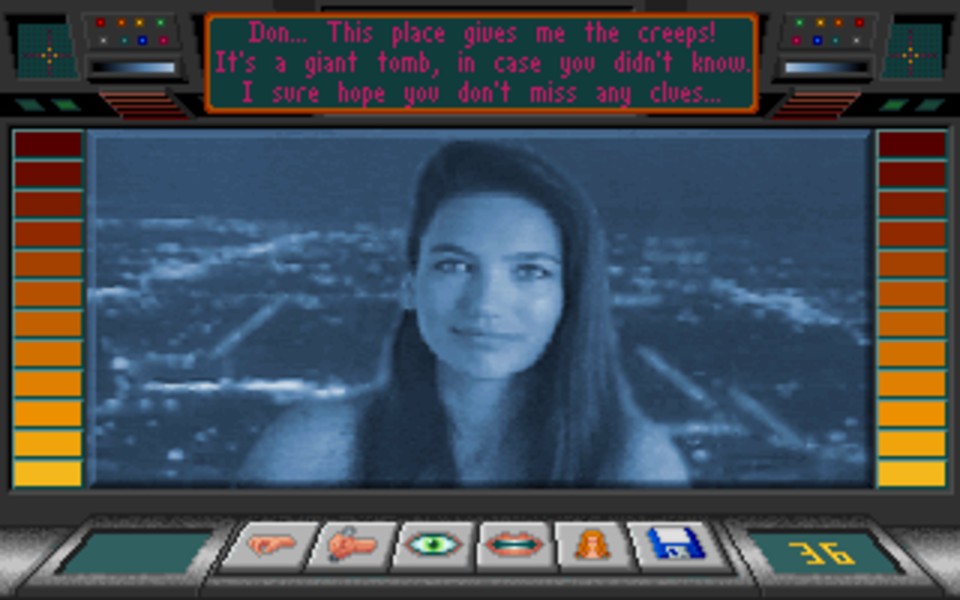 Don... This place gives me the creeps!
It's a giant tomb, in case you didn't know.
I sure hope you don't miss any clues...
36